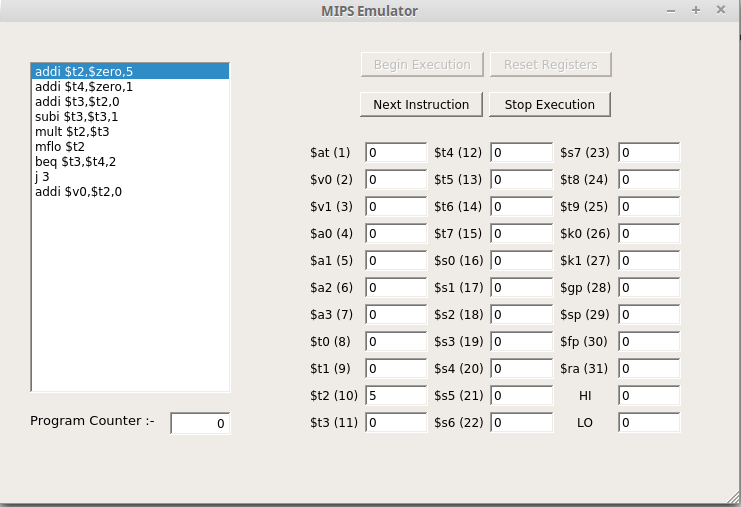 MIPS Emulator
addi $t2,$zero,5
addi $t4,$zero,1
addi $t3,$t2,0
subi $t3,$t3,1
mult $t2,$t3
mflo $t2
beq $t3,$t4,2
j 3
addi $v0,$t2,0
Program Counter :- 0
Begin Execution Reset Registers
Next Instruction Stop Execution
$at (1) 0 $t4 (12) 0 $s7 (23) 0
$v0 (2) 0 $t5 (13) 0 $t8 (24) 0
$v1 (3) 0 $t6 (14) 0 $t9 (25) 0
$a0 (4) 0 $t7 (15) 0 $k0 (26) 0
$a1 (5) 0 $s0 (16) 0 $k1 (27) 0
$a2 (6) 0 $s1 (17) 0 $gp (28) 0
$a3 (7) 0 $s2 (18) 0 $sp (29) 0
$t0 (8) 0 $s3 (19) 0 $fp (30) 0
$t1 (9) 0 $s4 (20) 0 $ra (31) 0
$t2 (10) 5 $s5 (21) 0 HI 0
$t3 (11) 0 $s6 (22) 0 LO 0